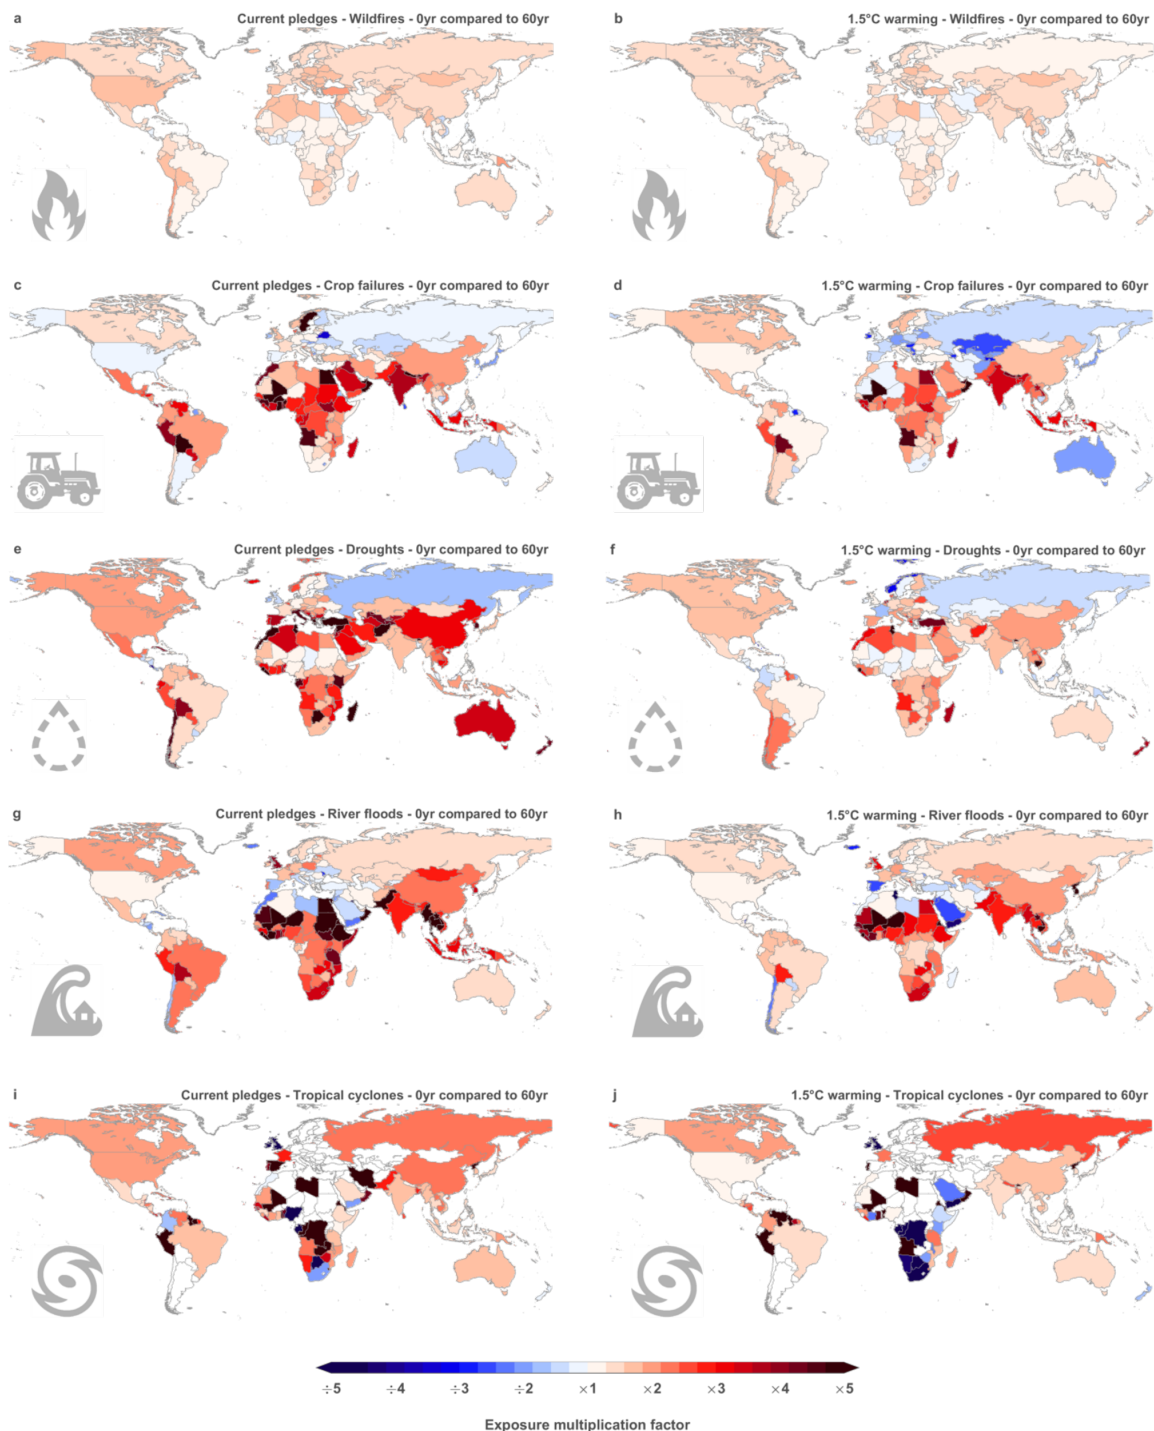 a Current pledges - Wildfires - 0yr compared to 60yr
b 1.5°C warming - Wildfires - 0yr compared to 60yr
c Current pledges - Crop failures - 0yr compared to 60yr
d 1.5°C warming - Crop failures - 0yr compared to 60yr
e Current pledges - Droughts - 0yr compared to 60yr
f 1.5°C warming - Droughts - 0yr compared to 60yr
g Current pledges - River floods - 0yr compared to 60yr
h 1.5°C warming - River floods - 0yr compared to 60yr
i Current pledges - Tropical cyclones - 0yr compared to 60yr
j 1.5°C warming - Tropical cyclones - 0yr compared to 60yr
÷5 ÷4 ÷3 ÷2 ×1 ×2 ×3 ×4 ×5
Exposure multiplication factor